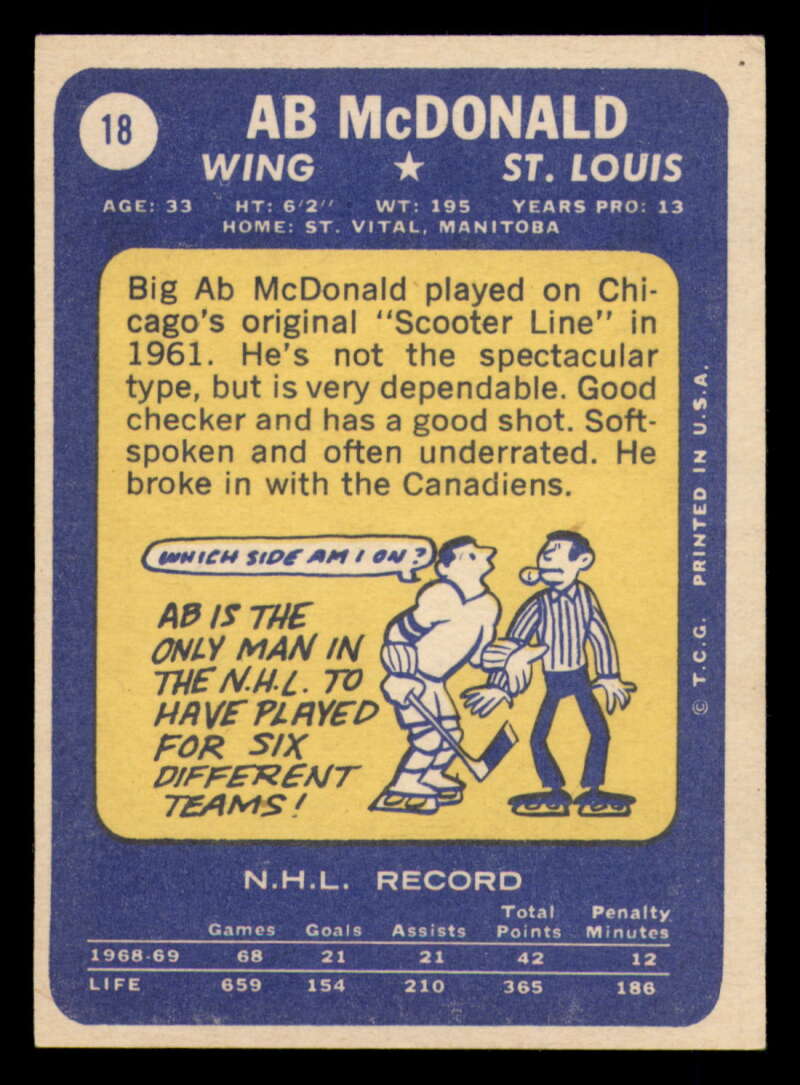 18
AB McDONALD
WING ★ ST. LOUIS
AGE: 33 HT: 6'2" WT: 195 YEARS PRO: 13
HOME: ST. VITAL, MANITOBA
Big Ab McDonald played on Chi-
cago's original "Scooter Line" in
1961. He's not the spectacular
type, but is very dependable. Good
checker and has a good shot. Soft-
spoken and often underrated. He
broke in with the Canadiens.
WHICH SIDE AM I ON?
AB IS THE
ONLY MAN IN
THE N.H.L. TO
HAVE PLAYED
FOR SIX
DIFFERENT
TEAMS!
© T.C.G. PRINTED IN U.S.A.
N.H.L. RECORD
Total Penalty
Games Goals Assists Points Minutes
1968-69 68 21 21 42 12
LIFE 659 154 210 365 186